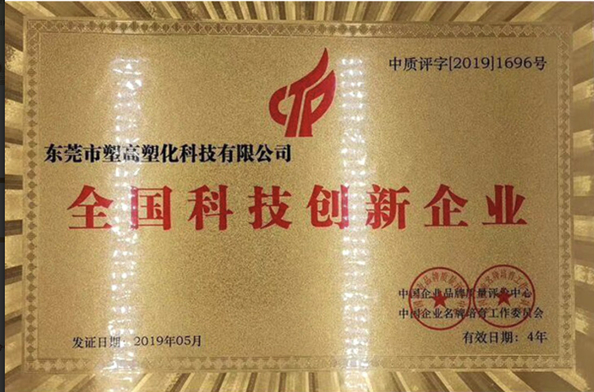 中质评字[2019]1696号
CTP
东莞市塑高塑化科技有限公司
全国科技创新企业
中国企业品牌质量评价中心
中国企业名牌培育工作委员会
发证日期:2019年05月
有效日期:4年